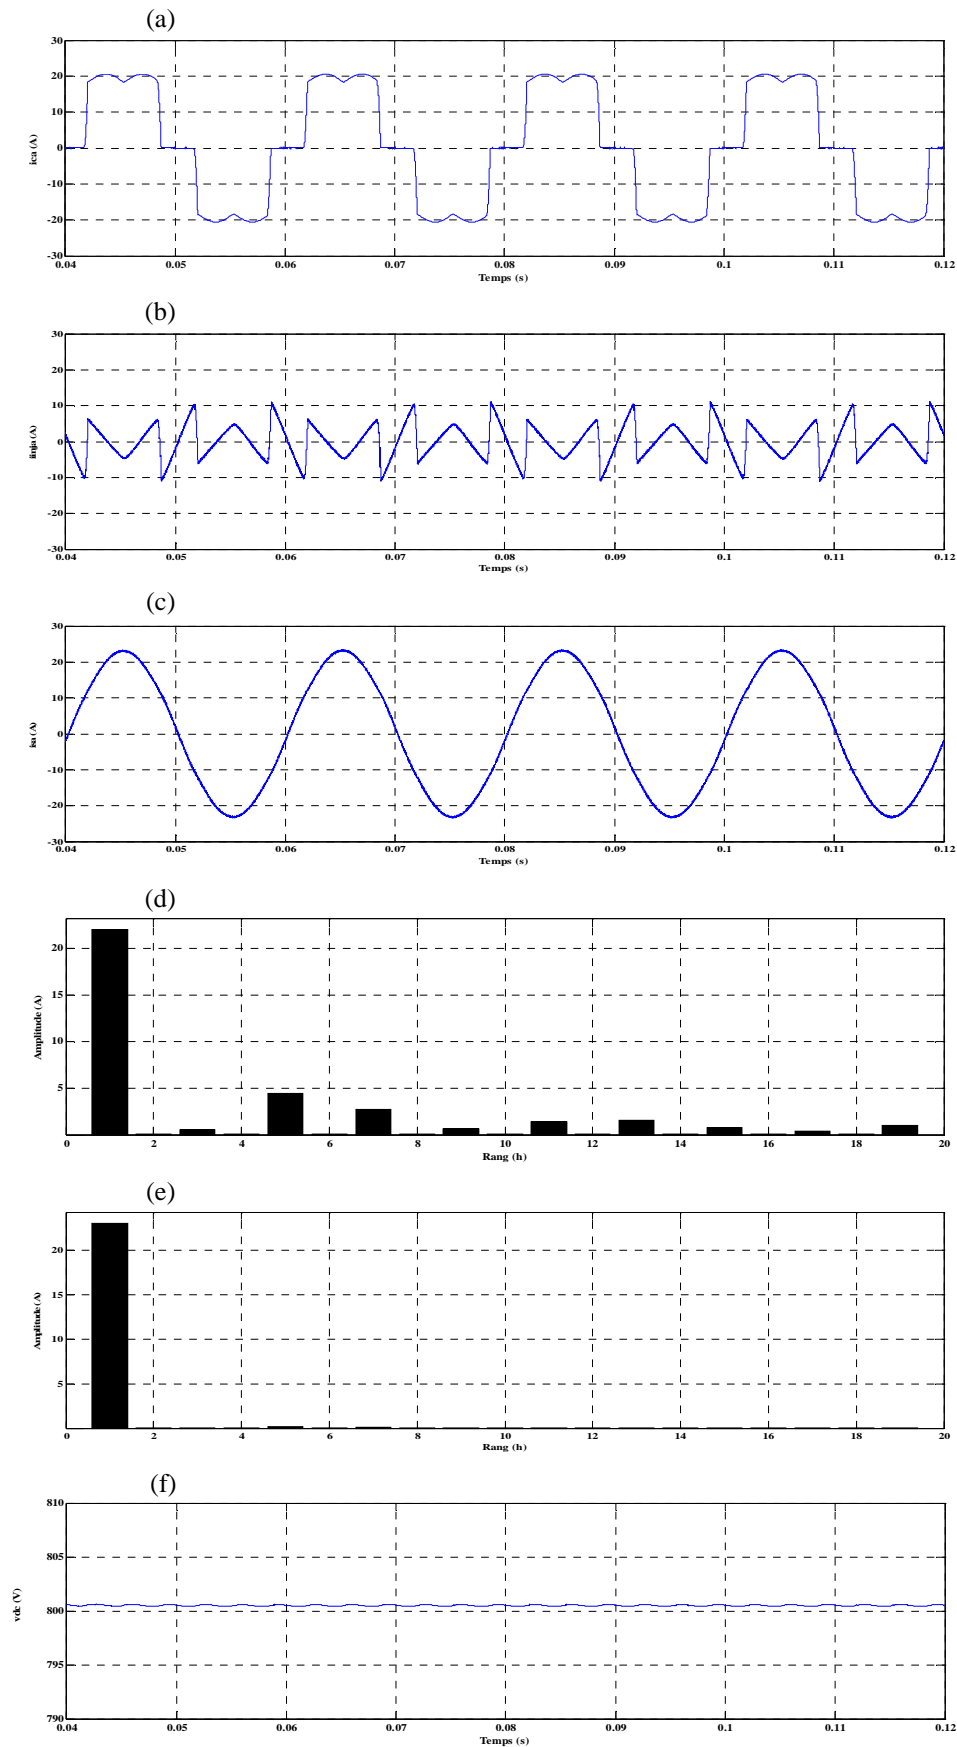 (a)
30
20
10
0
-10
-20
-30
ica (A)
0.04 0.05 0.06 0.07 0.08 0.09 0.1 0.11 0.12
Temps (s)
(b)
30
20
10
0
-10
-20
-30
iinja (A)
0.04 0.05 0.06 0.07 0.08 0.09 0.1 0.11 0.12
Temps (s)
(c)
30
20
10
0
-10
-20
-30
isa (A)
0.04 0.05 0.06 0.07 0.08 0.09 0.1 0.11 0.12
Temps (s)
(d)
20
15
10
5
Amplitude (A)
0 2 4 6 8 10 12 14 16 18 20
Rang (h)
(e)
20
15
10
5
Amplitude (A)
0 2 4 6 8 10 12 14 16 18 20
Rang (h)
(f)
810
805
800
795
790
vdc (V)
0.04 0.05 0.06 0.07 0.08 0.09 0.1 0.11 0.12
Temps (s)